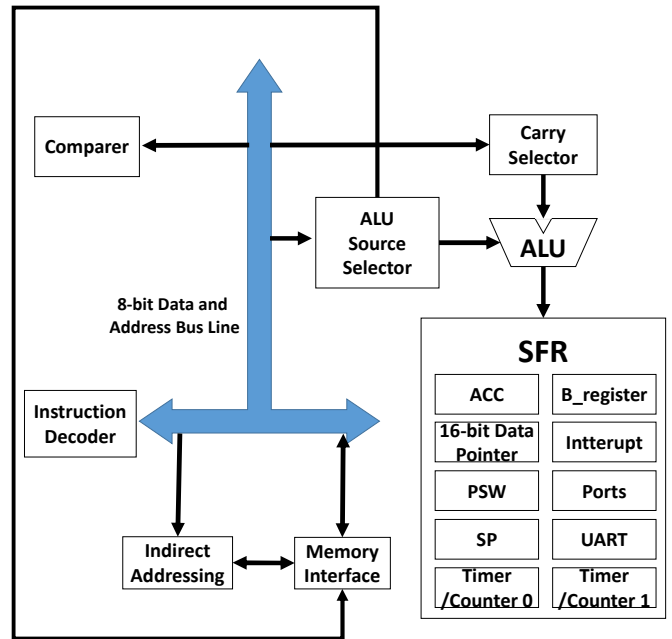 Comparer
Carry
Selector
ALU
Source
Selector
ALU
8-bit Data and
Address Bus Line
SFR
ACC
B_register
Instruction
Decoder
16-bit Data
Pointer
Intterupt
PSW
Ports
SP
UART
Indirect
Addressing
Memory
Interface
Timer
/Counter 0
Timer
/Counter 1